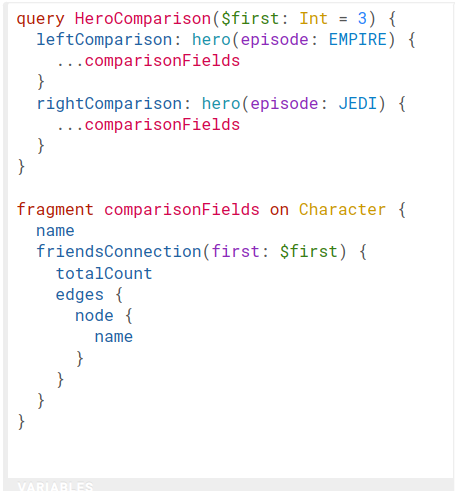 query HeroComparison($first: Int = 3) {
  leftComparison: hero(episode: EMPIRE) {
    ...comparisonFields
  }
  rightComparison: hero(episode: JEDI) {
    ...comparisonFields
  }
}

fragment comparisonFields on Character {
  name
  friendsConnection(first: $first) {
    totalCount
    edges {
      node {
        name
      }
    }
  }
}
VARIABLES